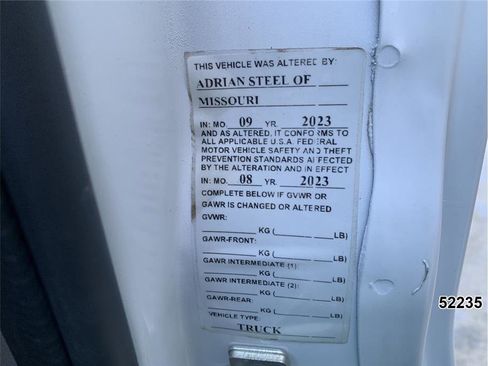 THIS VEHICLE WAS ALTERED BY:
ADRIAN STEEL OF
MISSOURI
IN: MO. 09 YR. 2023
AND AS ALTERED, IT CONFORMS TO
ALL APPLICABLE U.S.A. FEDERAL
MOTOR VEHICLE SAFETY AND THEFT
PREVENTION STANDARDS AFFECTED
BY THE ALTERATION AND IN EFFECT
IN: MO. 08 YR. 2023
COMPLETE BELOW IF GVWR OR
GAWR IS CHANGED OR ALTERED
GVWR:
KG ( LB)
GAWR-FRONT:
KG ( LB)
GAWR INTERMEDIATE (1):
KG ( LB)
GAWR INTERMEDIATE (2):
KG ( LB)
GAWR-REAR:
KG ( LB)
VEHICLE TYPE:
TRUCK
52235